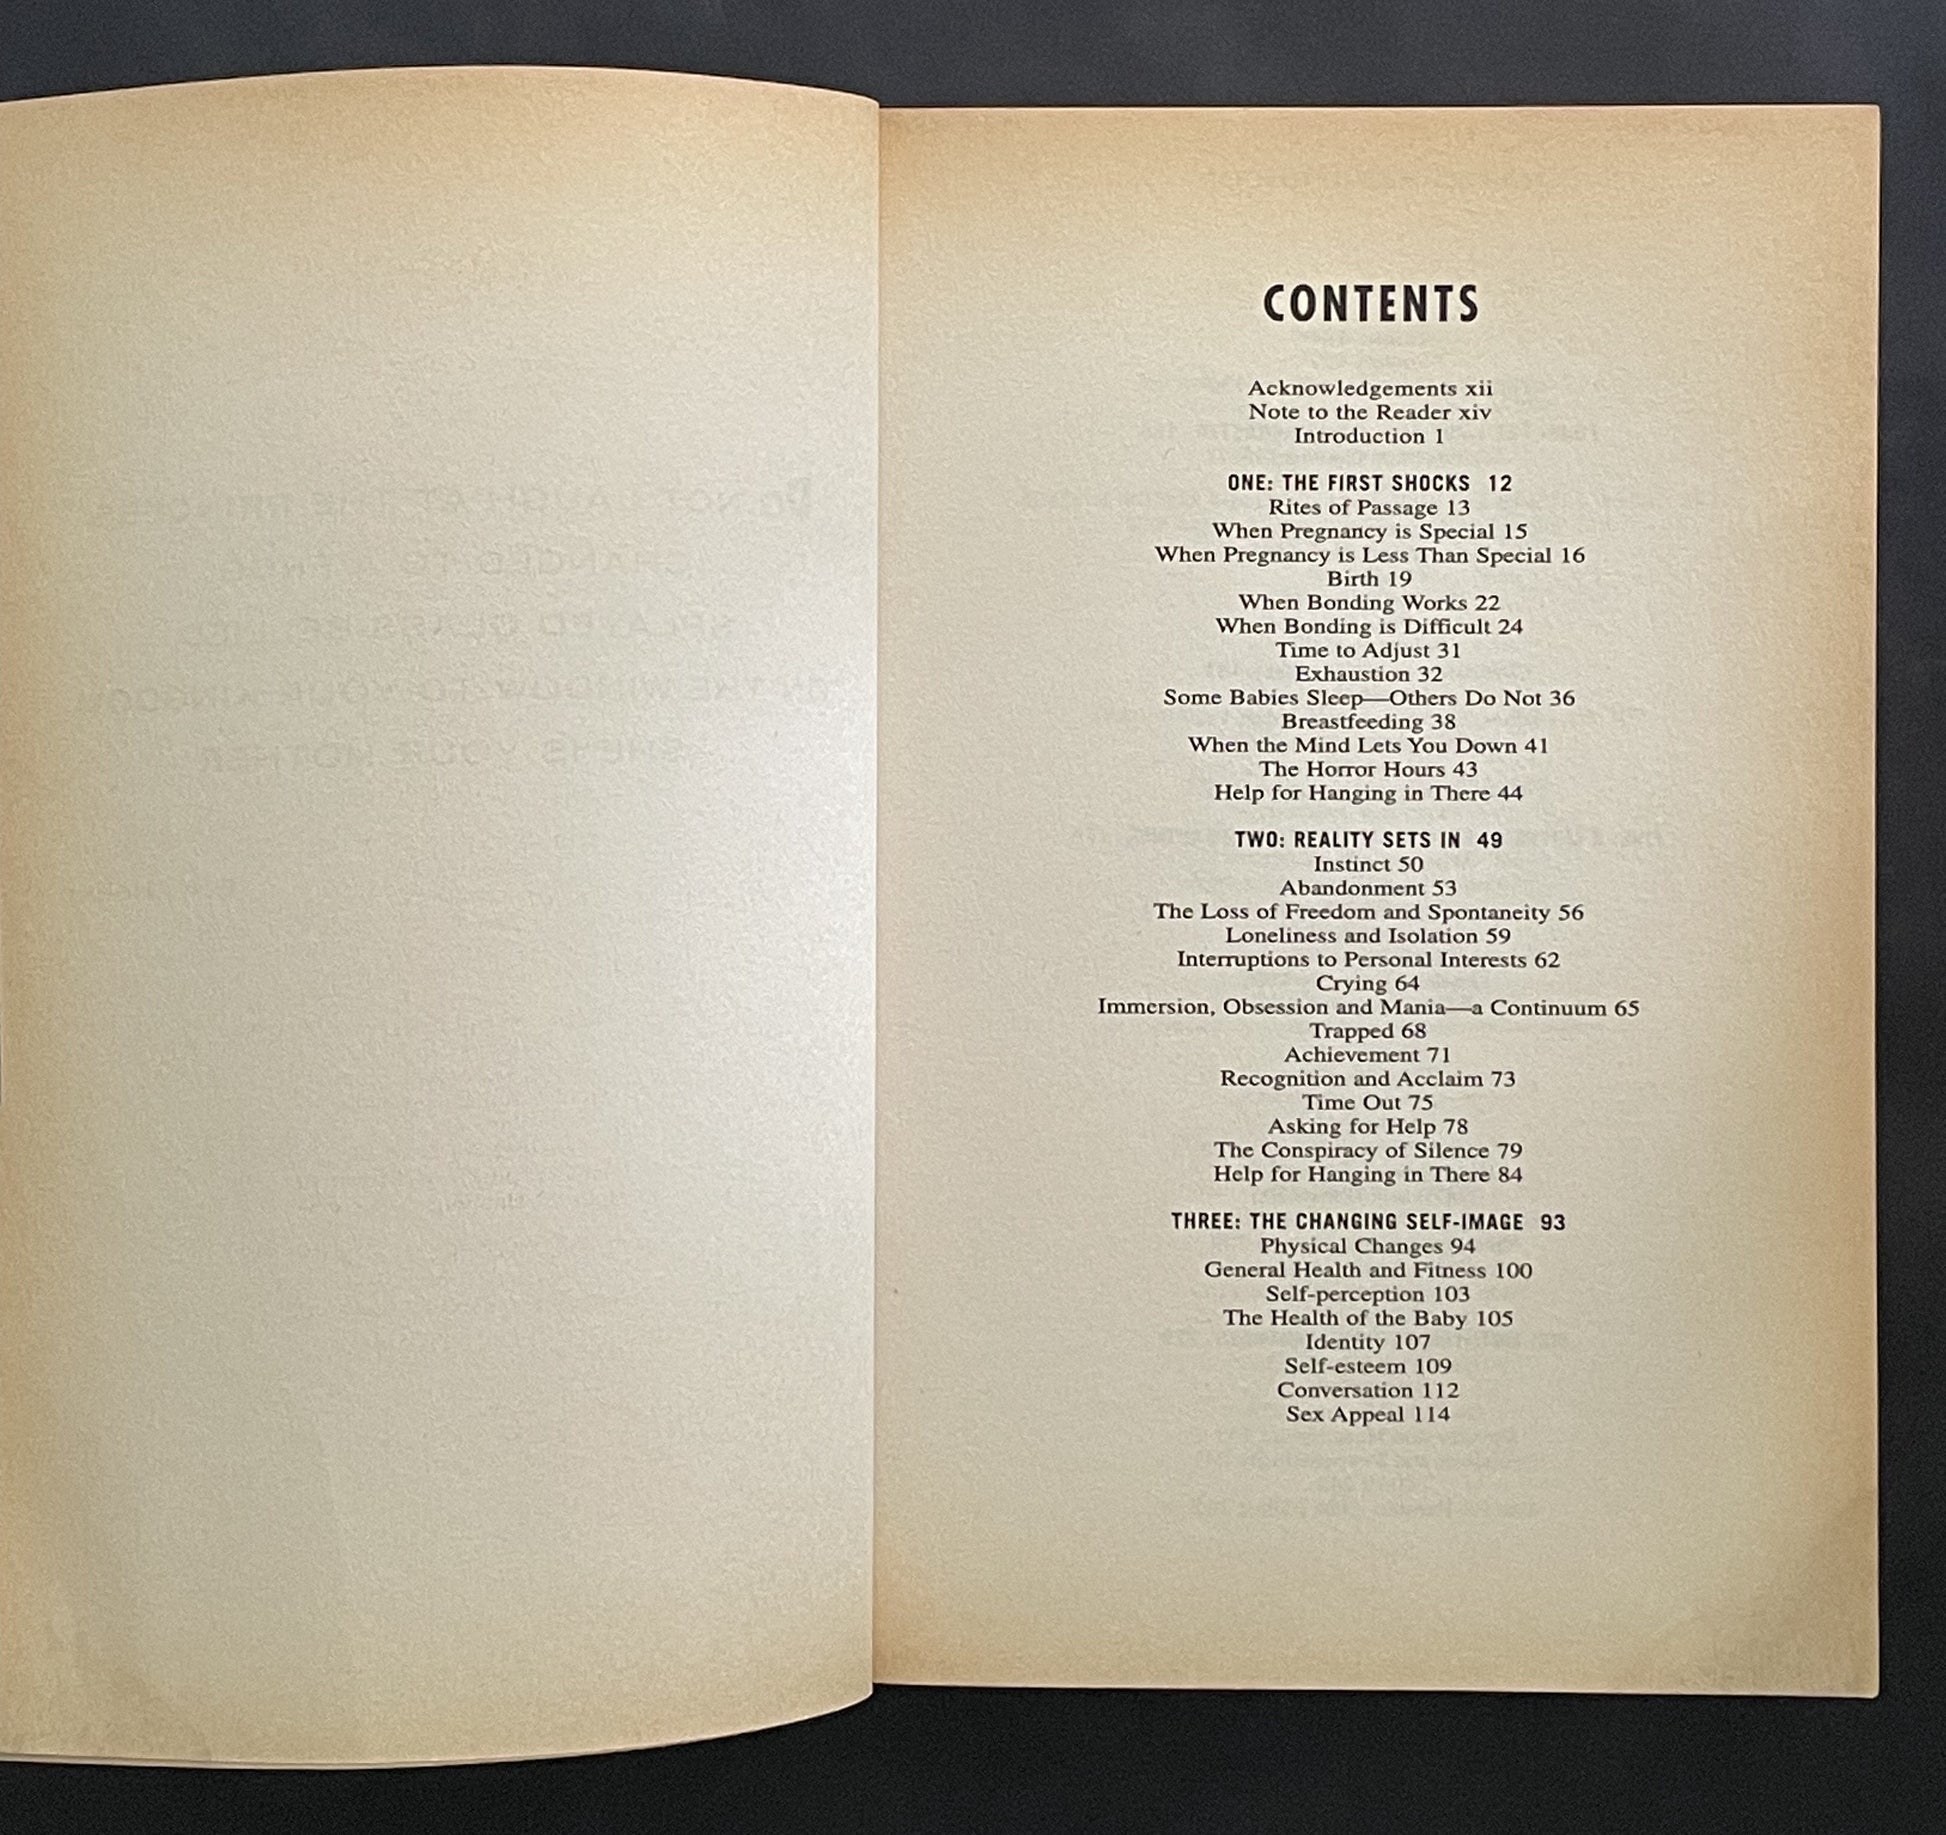 CONTENTS
Acknowledgements xii
Note to the Reader xiv
Introduction 1
ONE: THE FIRST SHOCKS 12
Rites of Passage 13
When Pregnancy is Special 15
When Pregnancy is Less Than Special 16
Birth 19
When Bonding Works 22
When Bonding is Difficult 24
Time to Adjust 31
Exhaustion 32
Some Babies Sleep—Others Do Not 36
Breastfeeding 38
When the Mind Lets You Down 41
The Horror Hours 43
Help for Hanging in There 44
TWO: REALITY SETS IN 49
Instinct 50
Abandonment 53
The Loss of Freedom and Spontaneity 56
Loneliness and Isolation 59
Interruptions to Personal Interests 62
Crying 64
Immersion, Obsession and Mania—a Continuum 65
Trapped 68
Achievement 71
Recognition and Acclaim 73
Time Out 75
Asking for Help 78
The Conspiracy of Silence 79
Help for Hanging in There 84
THREE: THE CHANGING SELF-IMAGE 93
Physical Changes 94
General Health and Fitness 100
Self-perception 103
The Health of the Baby 105
Identity 107
Self-esteem 109
Conversation 112
Sex Appeal 114